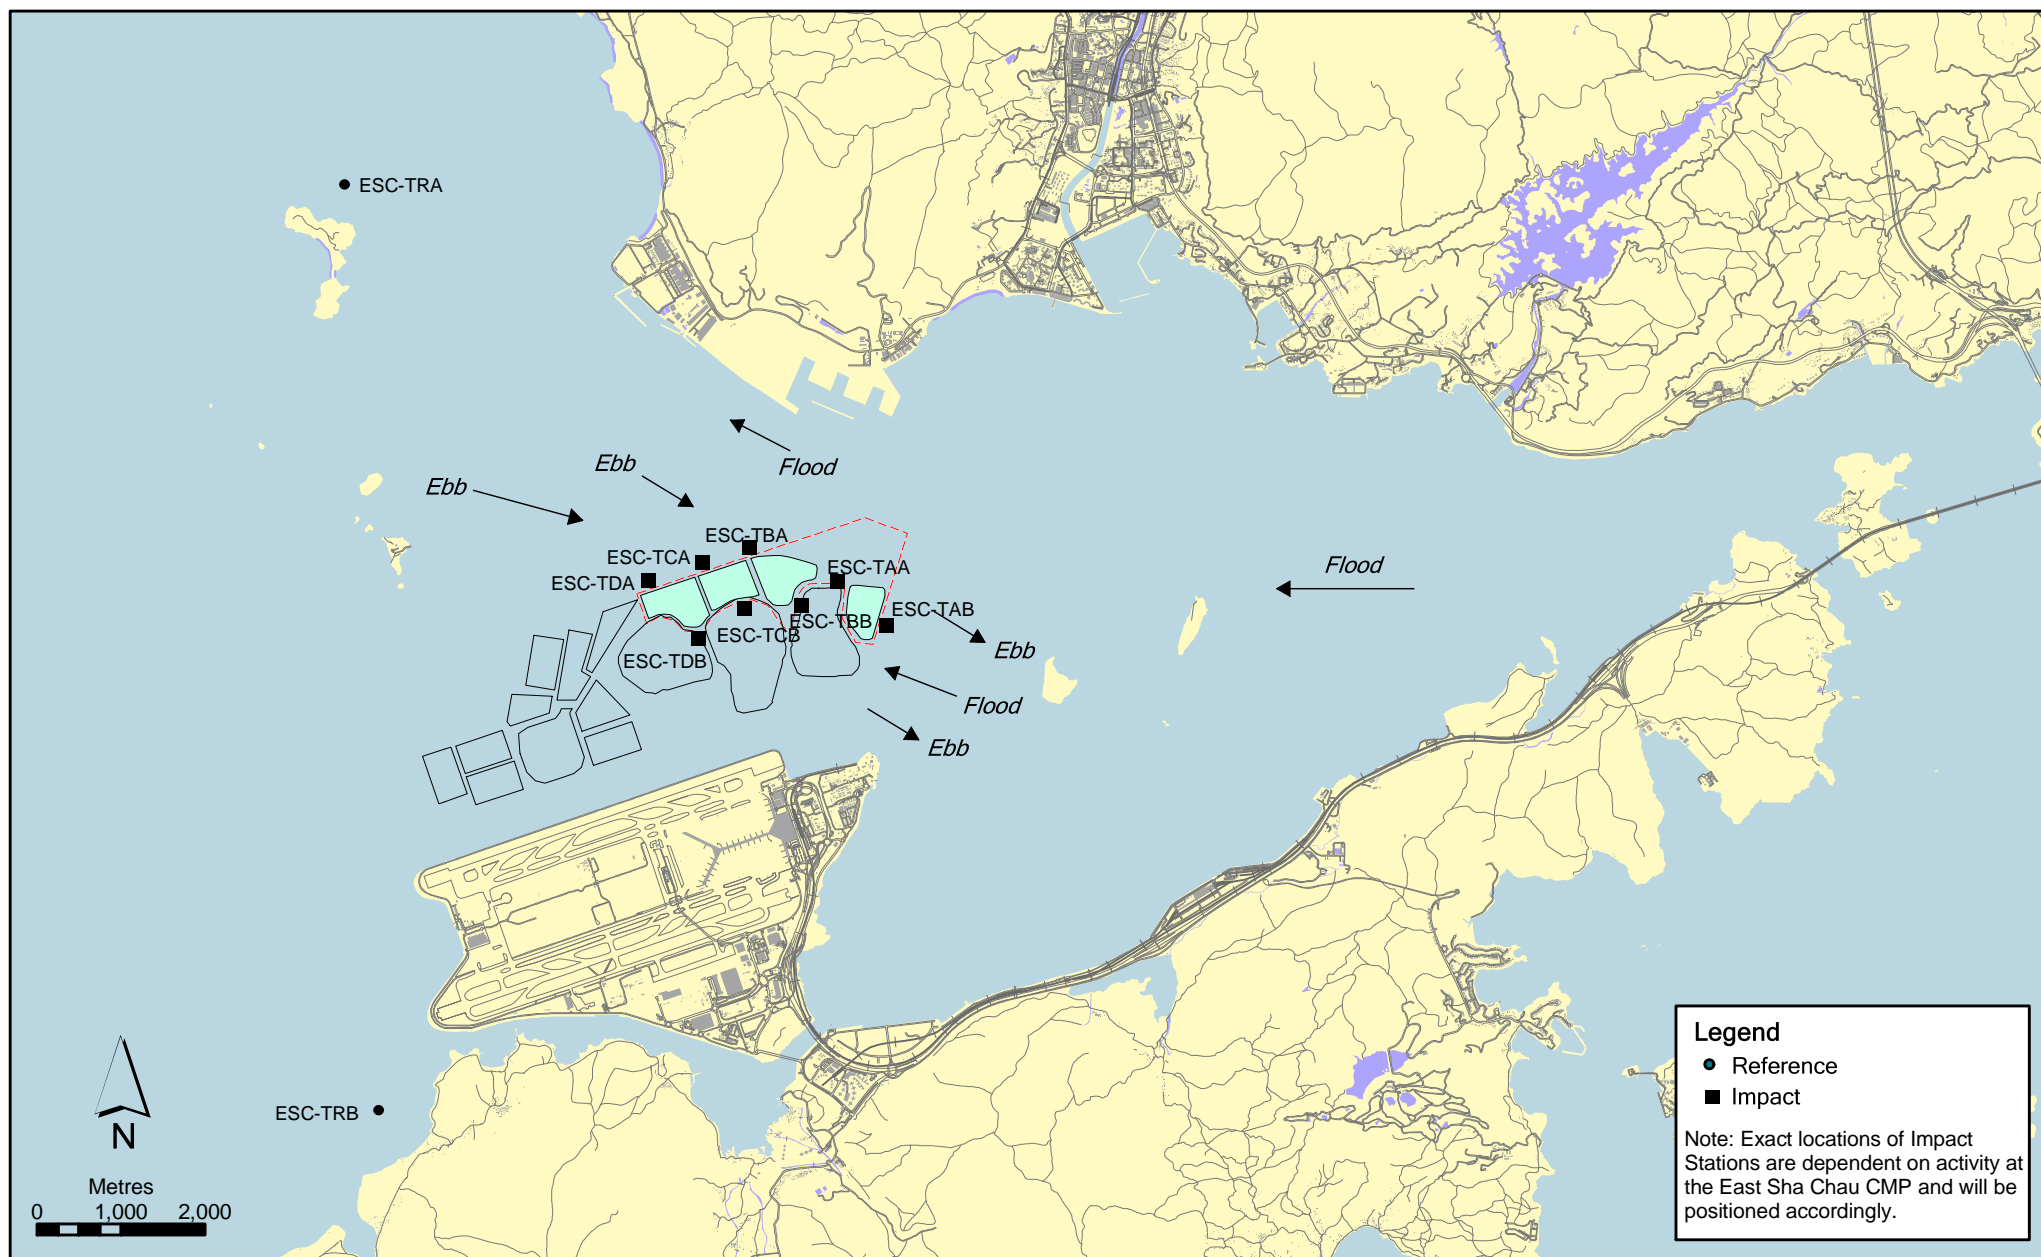 ESC-TRA
Ebb
Flood
Ebb
ESC-TBA
ESC-TCA
ESC-TDA
ESC-TAA
Flood
ESC-TAB
ESC-TBB
ESC-TCB
ESC-TDB
Ebb
Flood
Ebb
ESC-TRB
N
Metres
0 1,000 2,000
Legend
Reference
Impact
Note: Exact locations of Impact
Stations are dependent on activity at
the East Sha Chau CMP and will be
positioned accordingly.